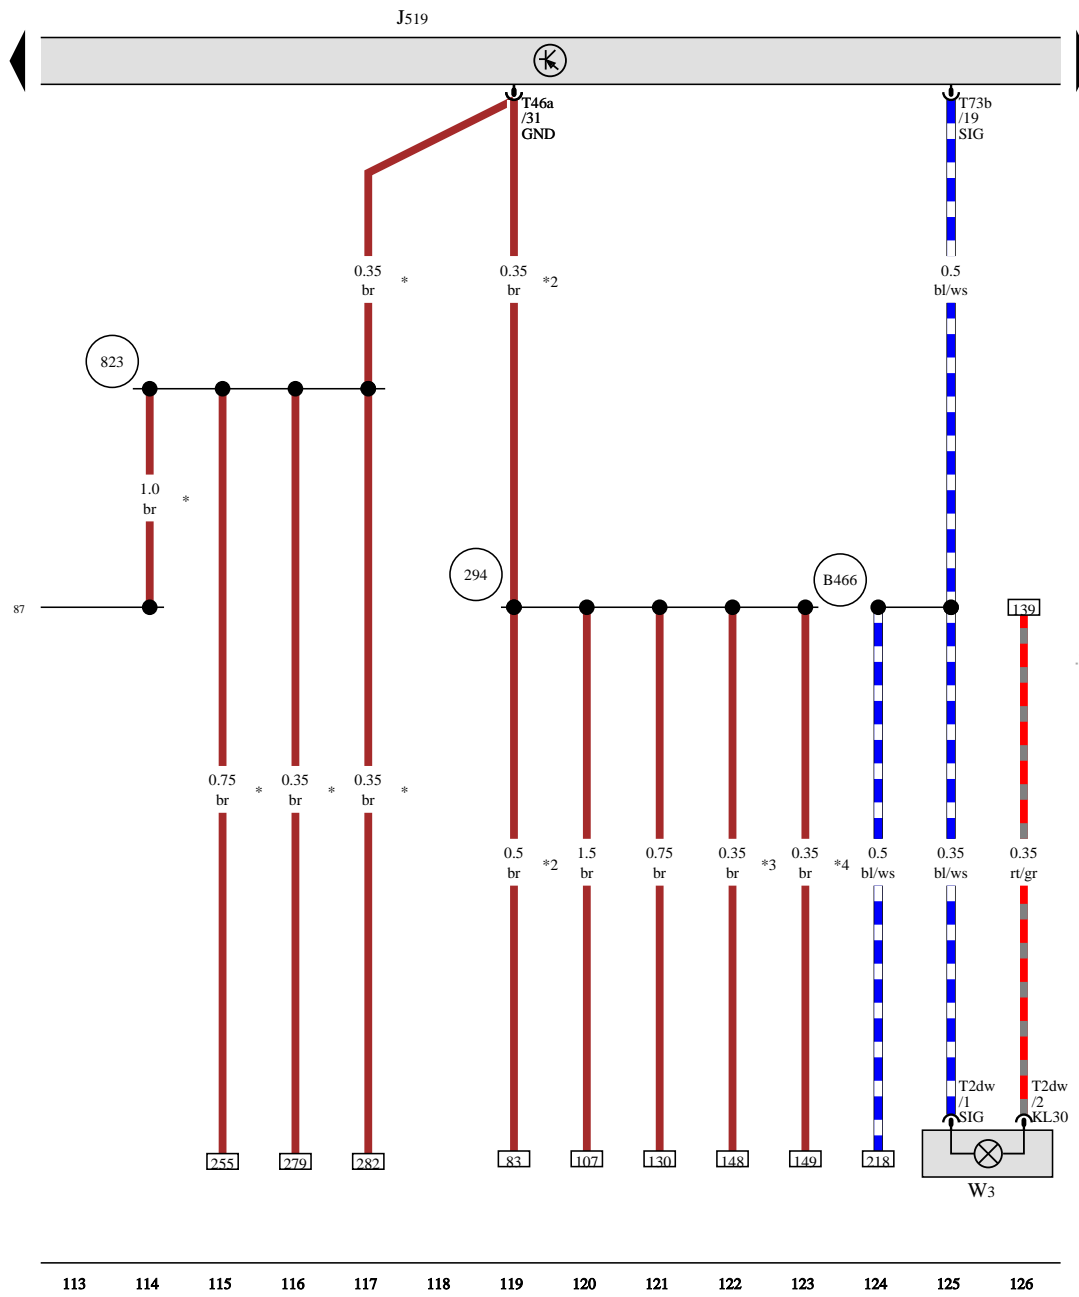 J519
T46a
/31
GND
T73b
/19
SIG
0.35
br
*
0.35
br
*2
0.5
bl/ws
823
1.0
br
*
294
B466
87
139
0.75
br
*
0.35
br
*
0.35
br
*
0.5
br
*2
1.5
br
0.75
br
0.35
br
*3
0.35
br
*4
0.5
bl/ws
0.35
bl/ws
0.35
rt/gr
T2dw
/1
SIG
T2dw
/2
KL30
255
279
282
83
107
130
148
149
218
W3
113 114 115 116 117 118 119 120 121 122 123 124 125 126